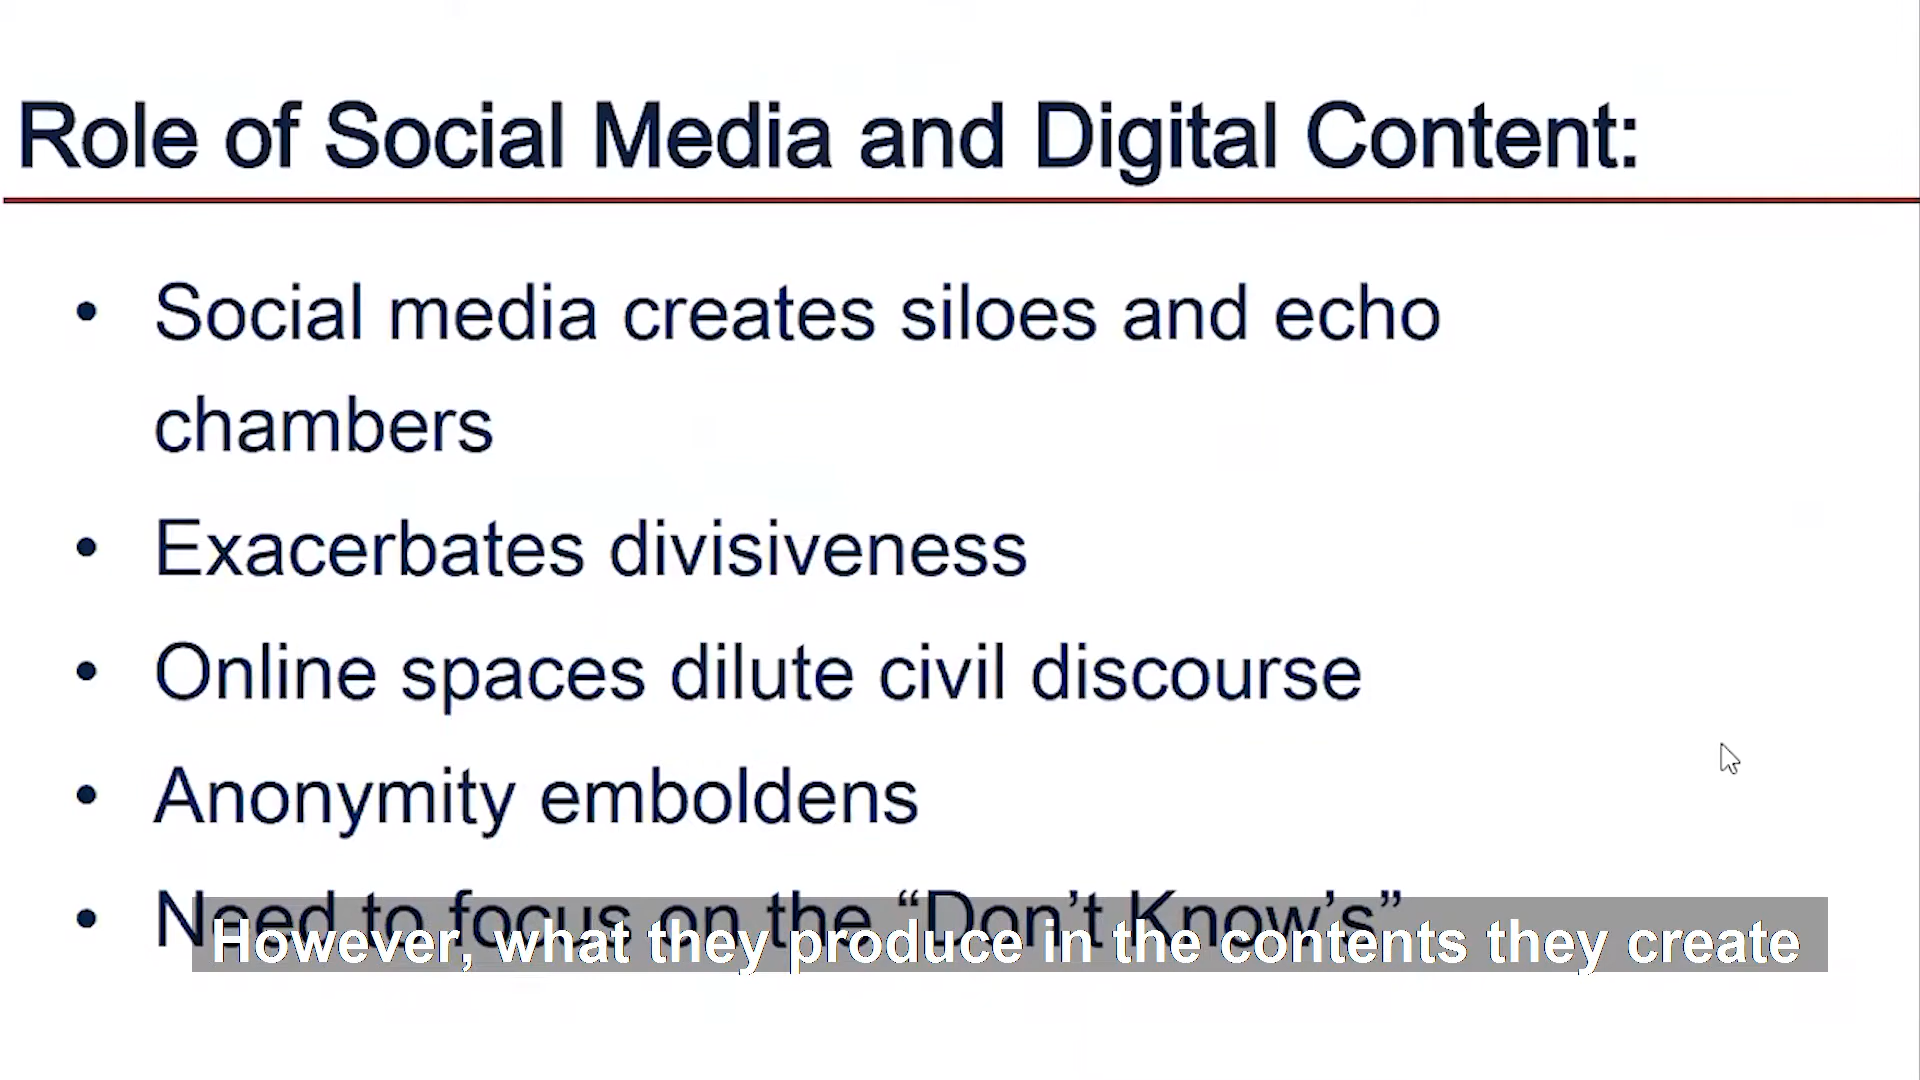 Role of Social Media and Digital Content:
• Social media creates siloes and echo
chambers
• Exacerbates divisiveness
• Online spaces dilute civil discourse
• Anonymity emboldens
• Need to focus on the “Don’t Know’s”
However, what they produce in the contents they create